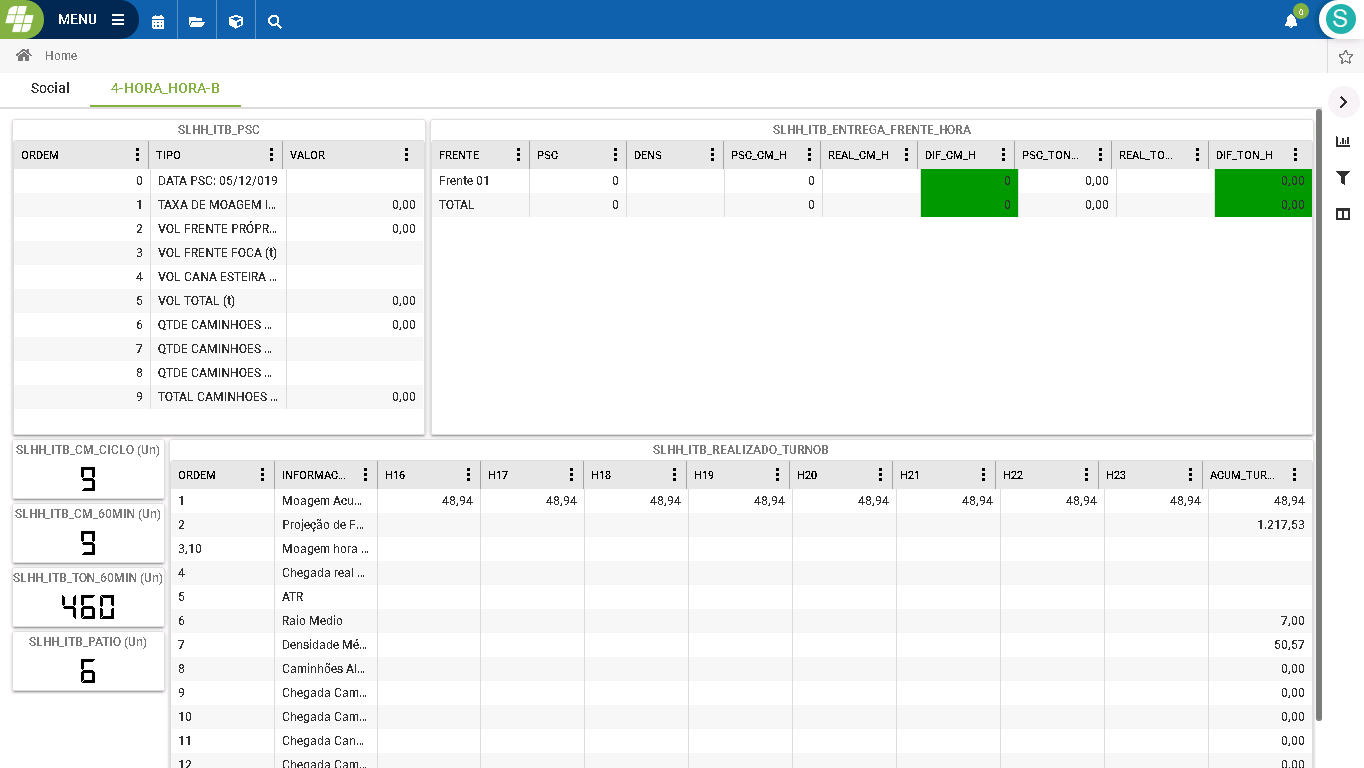 MENU
0
S
Home
Social 4-HORA_HORA-B
SLHH_ITB_PSC
ORDEM TIPO VALOR
0 DATA PSC: 05/12/019
1 TAXA DE MOAGEM I... 0,00
2 VOL FRENTE PRÓPR... 0,00
3 VOL FRENTE FOCA (t)
4 VOL CANA ESTEIRA ...
5 VOL TOTAL (t) 0,00
6 QTDE CAMINHOES ... 0,00
7 QTDE CAMINHOES ...
8 QTDE CAMINHOES ...
9 TOTAL CAMINHOES ... 0,00
SLHH_ITB_ENTREGA_FRENTE_HORA
FRENTE PSC DENS PSC_CM_H REAL_CM_H DIF_CM_H PSC_TON... REAL_TO... DIF_TON_H
Frente 01 0 0 0 0,00 0,00
TOTAL 0 0 0 0,00 0,00
SLHH_ITB_CM_CICLO (Un)
9
SLHH_ITB_CM_60MIN (Un)
9
SLHH_ITB_TON_60MIN (Un)
460
SLHH_ITB_PATIO (Un)
6
SLHH_ITB_REALIZADO_TURNOB
ORDEM INFORMAC... H16 H17 H18 H19 H20 H21 H22 H23 ACUM_TUR...
1 Moagem Acu... 48,94 48,94 48,94 48,94 48,94 48,94 48,94 48,94 48,94
2 Projeção de F... 1.217,53
3,10 Moagem hora ...
4 Chegada real ...
5 ATR
6 Raio Medio 7,00
7 Densidade Mé... 50,57
8 Caminhões Al... 0,00
9 Chegada Cam... 0,00
10 Chegada Cam... 0,00
11 Chegada Can... 0,00
12 Chegada Cam... 0,00